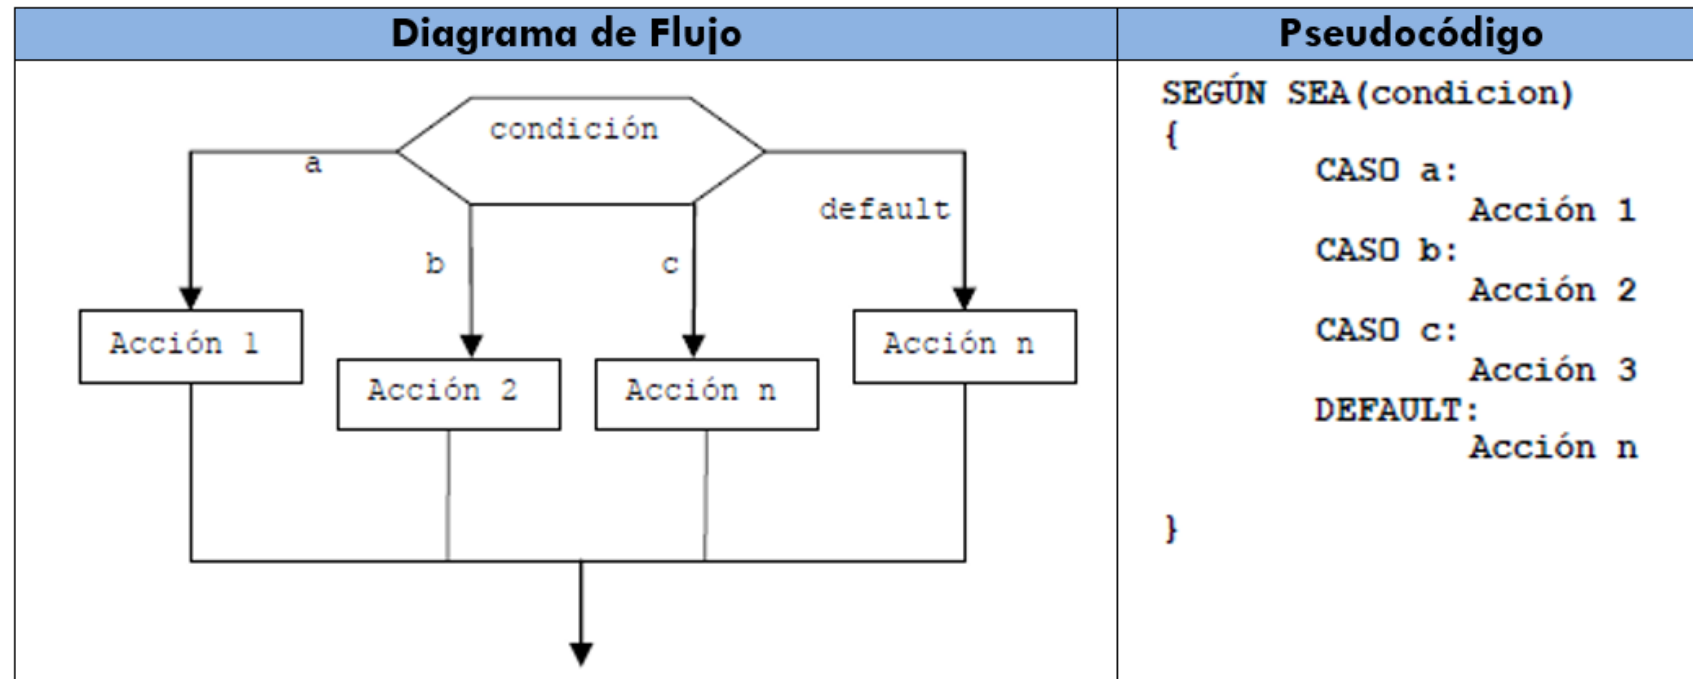 Diagrama de Flujo
Pseudocódigo
condición
a
b
c
default
Acción 1
Acción 2
Acción n
Acción n
SEGÚN SEA(condicion)
{
CASO a:
Acción 1
CASO b:
Acción 2
CASO c:
Acción 3
DEFAULT:
Acción n
}